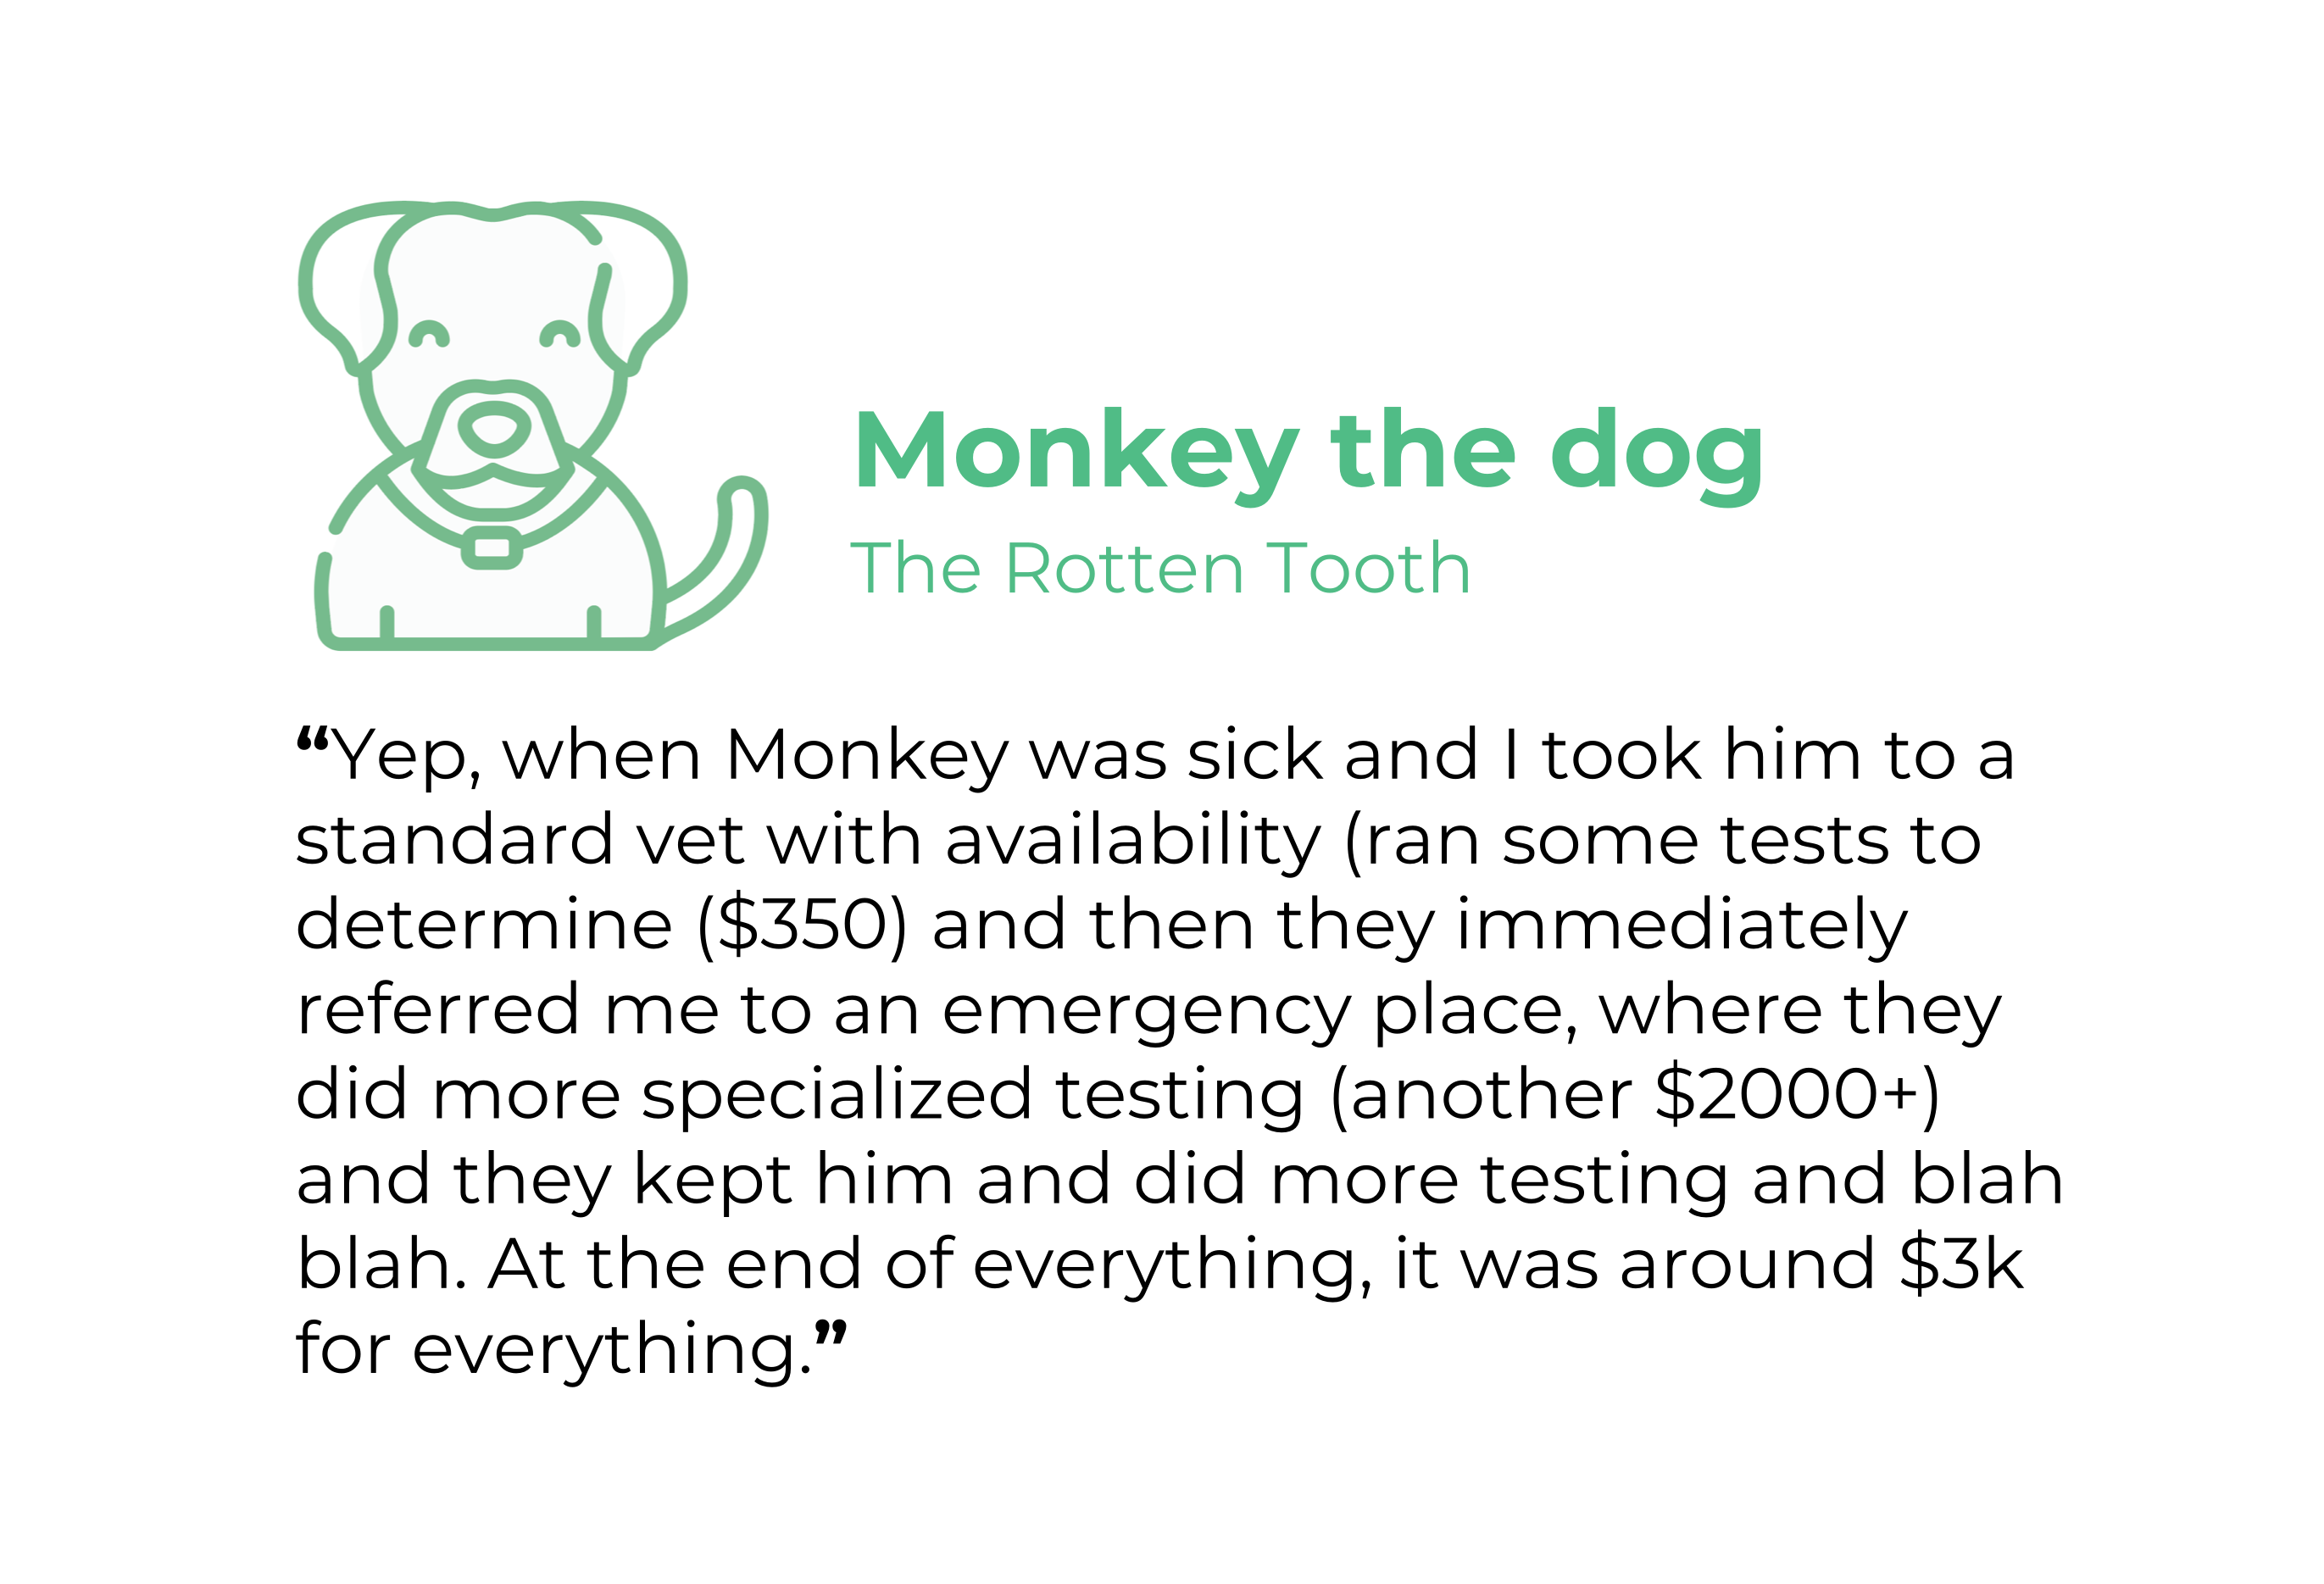 Monkey the dog
The Rotten Tooth
“Yep, when Monkey was sick and I took him to a
standard vet with availability (ran some tests to
determine ($350) and then they immediately
referred me to an emergency place, where they
did more specialized testing (another $2000+)
and they kept him and did more testing and blah
blah. At the end of everything, it was around $3k
for everything.”